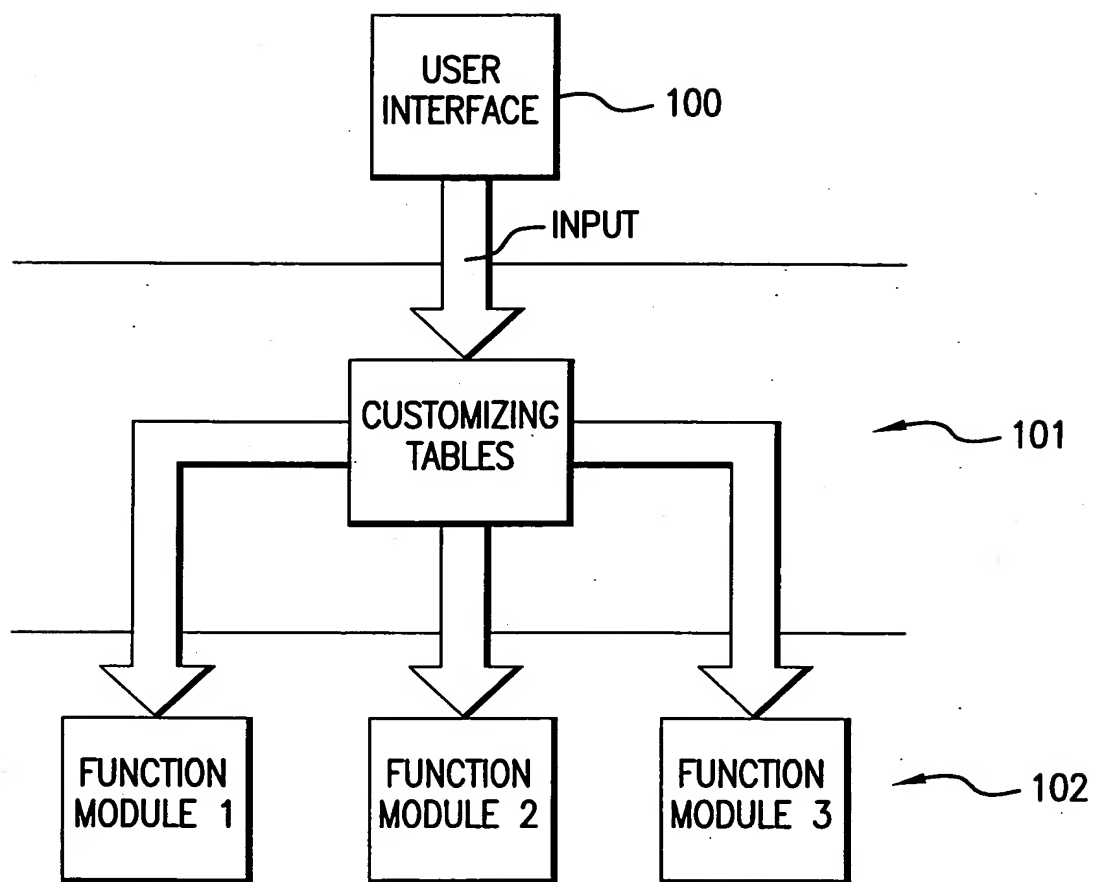 USER
INTERFACE
100
INPUT
CUSTOMIZING
TABLES
101
FUNCTION
MODULE 1
FUNCTION
MODULE 2
FUNCTION
MODULE 3
102